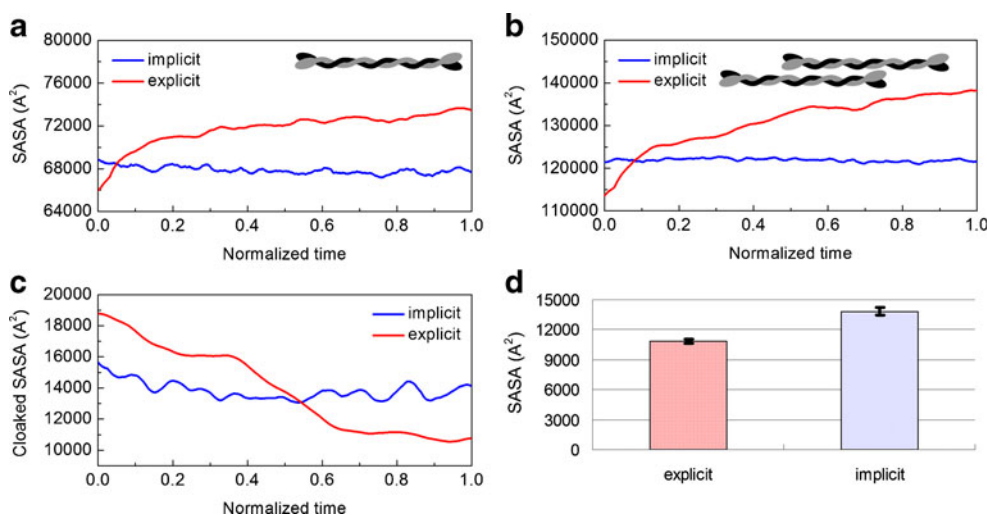 a
80000
76000
72000
68000
64000
SASA (A²)
implicit
explicit
0.0 0.2 0.4 0.6 0.8 1.0
Normalized time
b
150000
140000
130000
120000
110000
SASA (A²)
implicit
explicit
0.0 0.2 0.4 0.6 0.8 1.0
Normalized time
c
20000
18000
16000
14000
12000
10000
Cloaked SASA (A²)
implicit
explicit
0.0 0.2 0.4 0.6 0.8 1.0
Normalized time
d
15000
12000
9000
6000
3000
0
SASA (A²)
explicit implicit